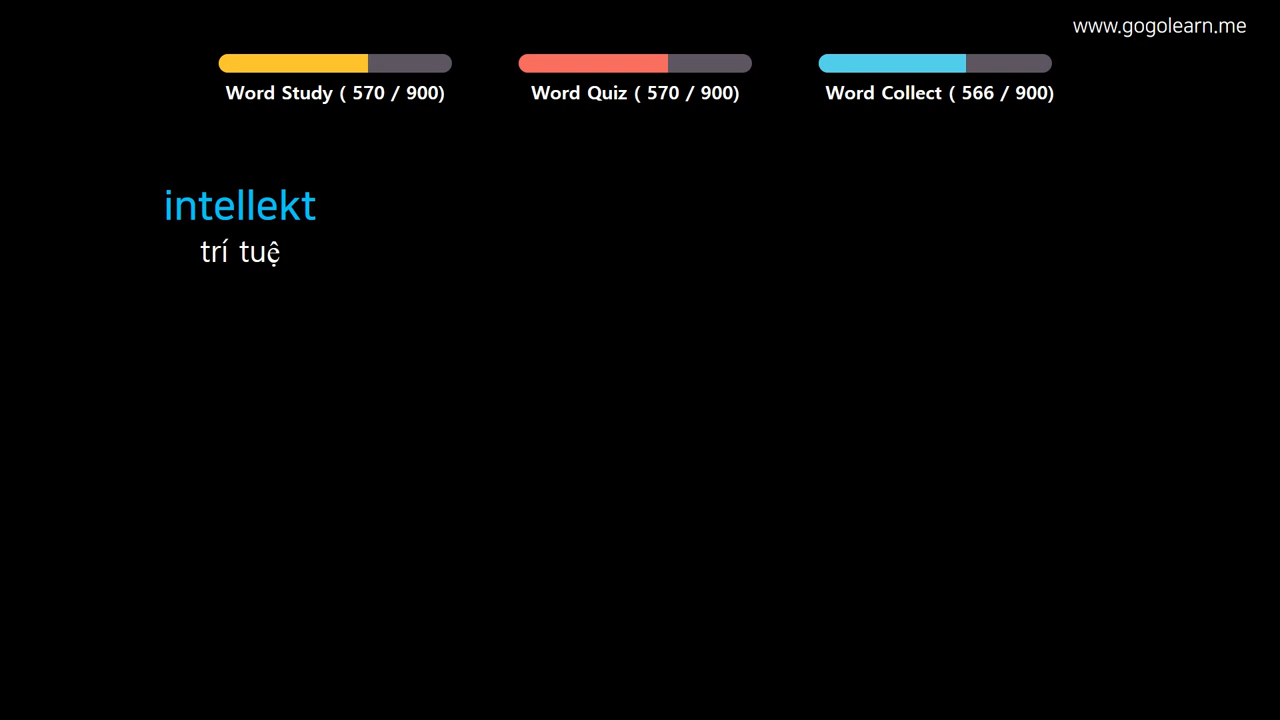 www.gogolearn.me
Word Study ( 570 / 900)
Word Quiz ( 570 / 900)
Word Collect ( 566 / 900)
intellekt
trí tuệ